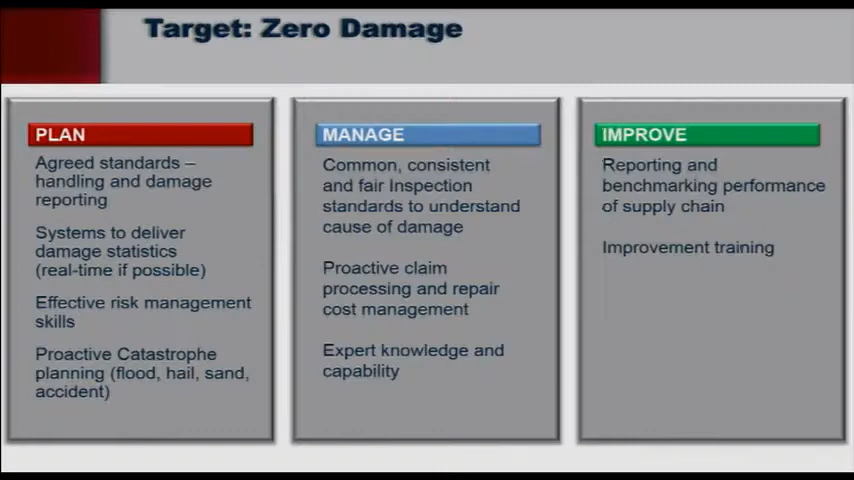 Target: Zero Damage
PLAN
Agreed standards –
handling and damage
reporting
Systems to deliver
damage statistics
(real-time if possible)
Effective risk management
skills
Proactive Catastrophe
planning (flood, hail, sand,
accident)
MANAGE
Common, consistent
and fair Inspection
standards to understand
cause of damage
Proactive claim
processing and repair
cost management
Expert knowledge and
capability
IMPROVE
Reporting and
benchmarking performance
of supply chain
Improvement training